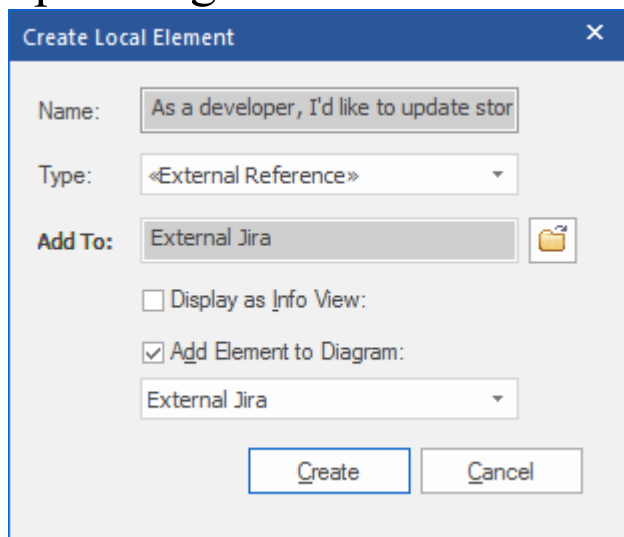 Create Local Element
Name: As a developer, I'd like to update stor
Type: «External Reference»
Add To: External Jira
Display as Info View:
Add Element to Diagram:
External Jira
Create Cancel